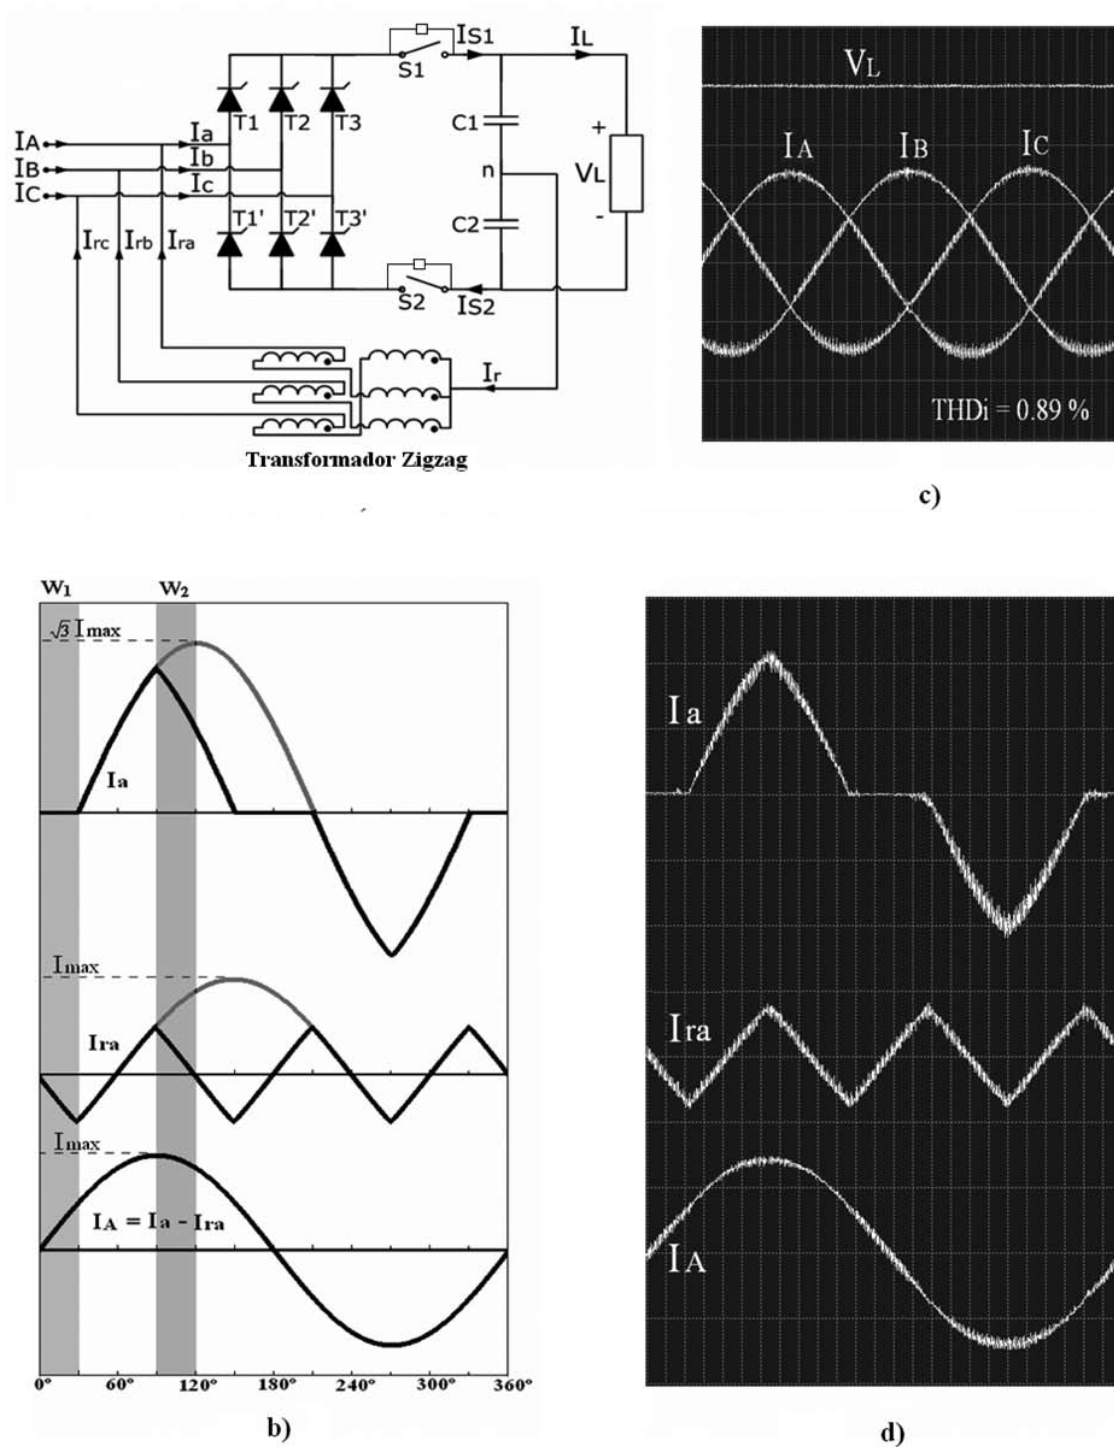 S1
IS1
IL
T1
T2
T3
C1
IA
Ia
IB
Ib
IC
Ic
n
+
VL
-
T1'
T2'
T3'
C2
Irc
Irb
Ira
S2
IS2
Ir
Transformador Zigzag
VL
IA
IB
IC
THDi = 0.89 %
c)
W1
W2
√3 Imax
Ia
Imax
Ira
Imax
IA = Ia - Ira
0° 60° 120° 180° 240° 300° 360°
b)
Ia
Ira
IA
d)